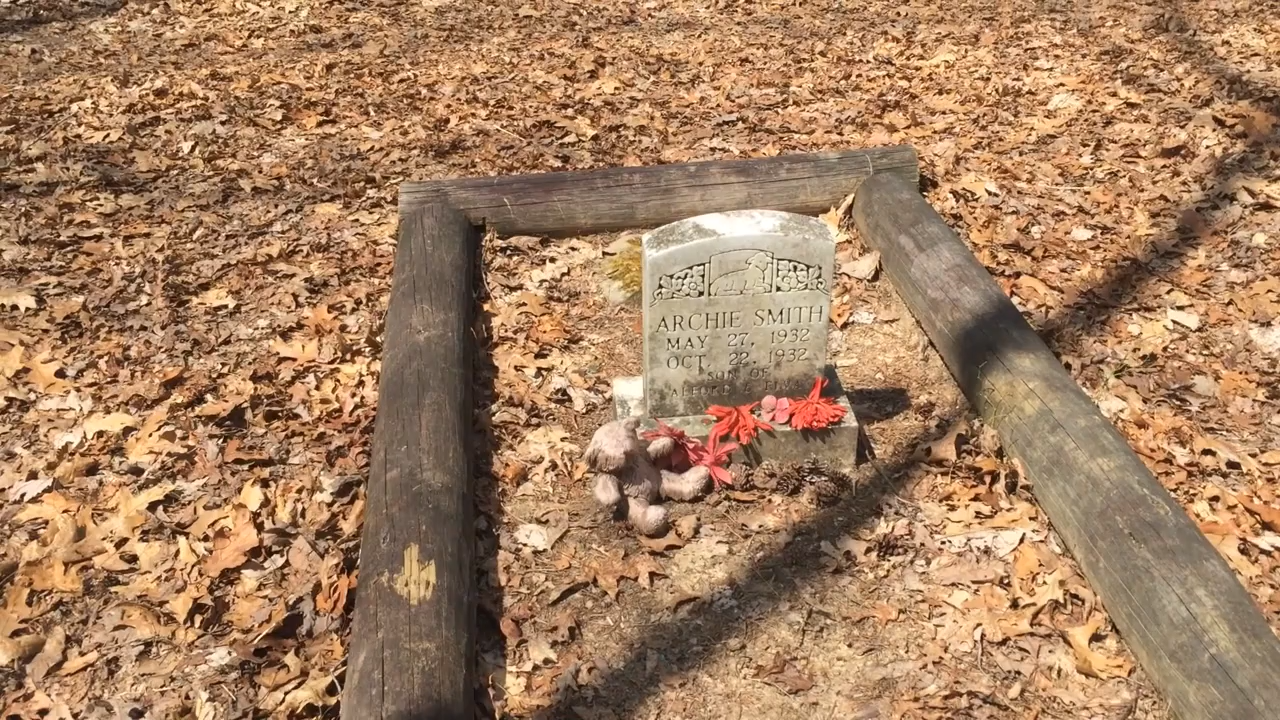 ARCHIE SMITH
MAY 27, 1932
OCT. 22, 1932
SON OF